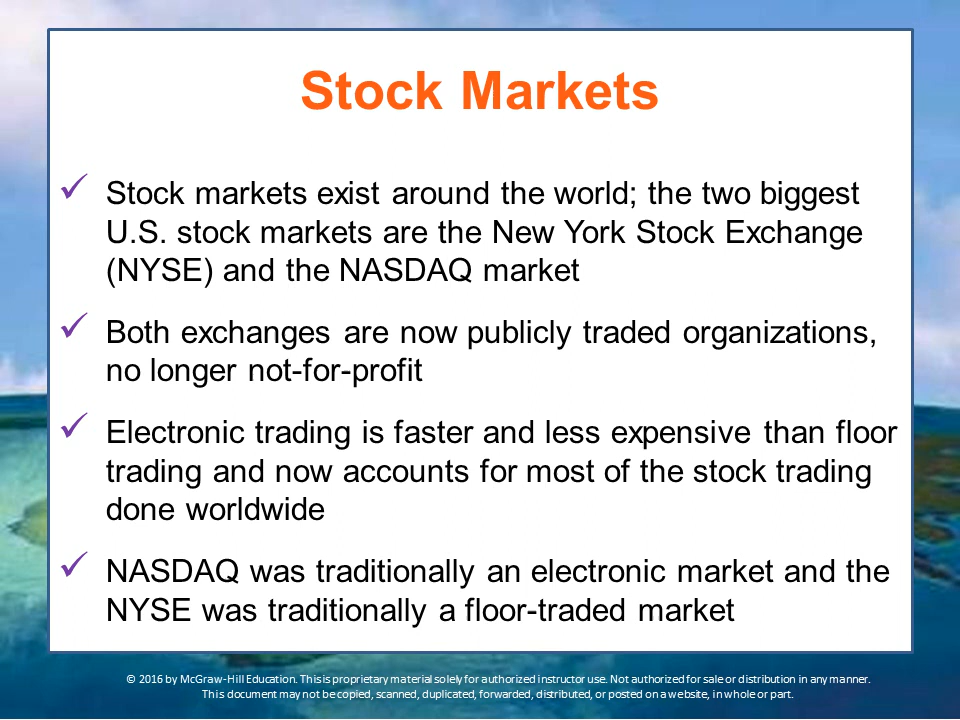 Stock Markets
✓ Stock markets exist around the world; the two biggest
U.S. stock markets are the New York Stock Exchange
(NYSE) and the NASDAQ market
✓ Both exchanges are now publicly traded organizations,
no longer not-for-profit
✓ Electronic trading is faster and less expensive than floor
trading and now accounts for most of the stock trading
done worldwide
✓ NASDAQ was traditionally an electronic market and the
NYSE was traditionally a floor-traded market
© 2016 by McGraw-Hill Education. This is proprietary material solely for authorized instructor use. Not authorized for sale or distribution in any manner.
This document may not be copied, scanned, duplicated, forwarded, distributed, or posted on a website, in whole or part.